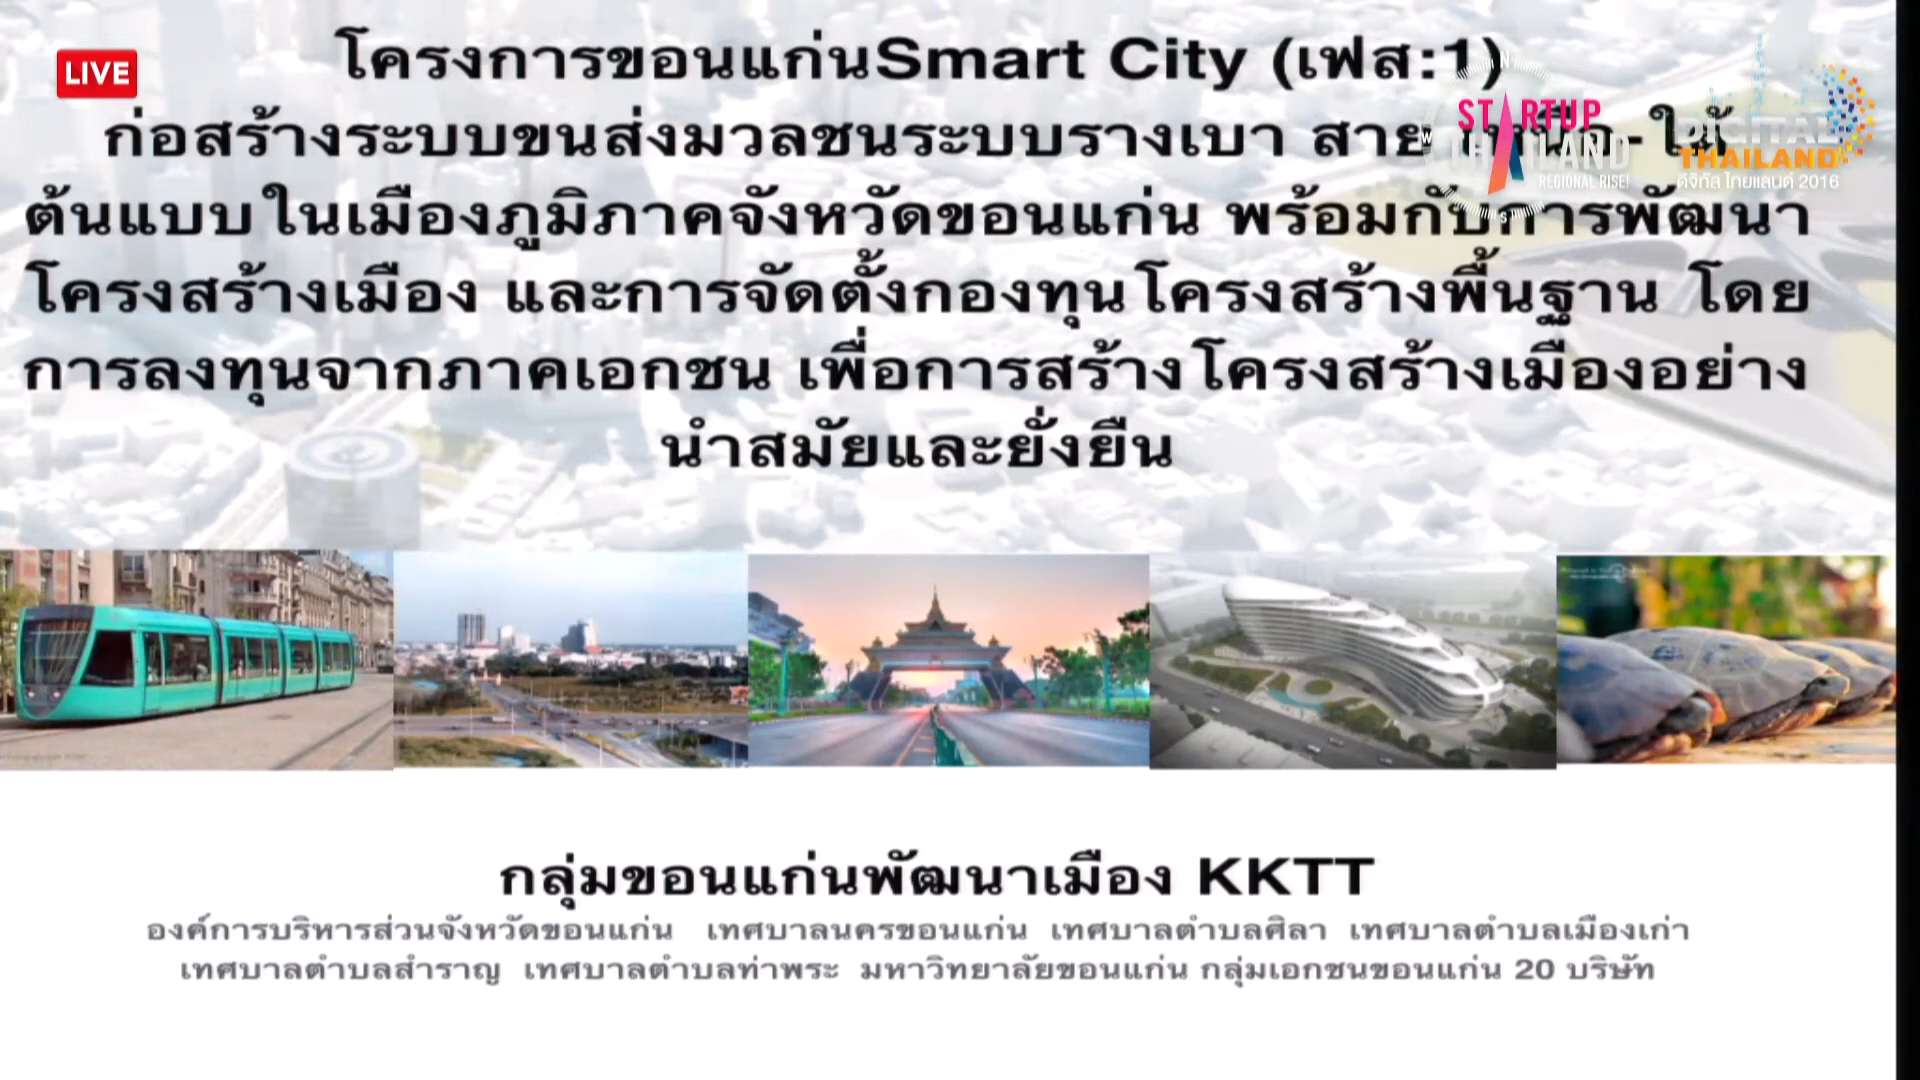 LIVE
โครงการขอนแก่นSmart City (เฟส:1)
ก่อสร้างระบบขนส่งมวลชนระบบรางเบา สายเหนือ-ใต้
ต้นแบบในเมืองภูมิภาคจังหวัดขอนแก่น พร้อมกับการพัฒนา
โครงสร้างเมือง และการจัดตั้งกองทุนโครงสร้างพื้นฐาน โดย
การลงทุนจากภาคเอกชน เพื่อการสร้างโครงสร้างเมืองอย่าง
นำสมัยและยั่งยืน
STARTUP
THAILAND
REGIONAL RISE!
DIGITAL
THAILAND
ดิจิทัล ไทยแลนด์ 2016
กลุ่มขอนแก่นพัฒนาเมือง KKTT
องค์การบริหารส่วนจังหวัดขอนแก่น เทศบาลนครขอนแก่น เทศบาลตำบลศิลา เทศบาลตำบลเมืองเก่า
เทศบาลตำบลสำราญ เทศบาลตำบลท่าพระ มหาวิทยาลัยขอนแก่น กลุ่มเอกชนขอนแก่น 20 บริษัท